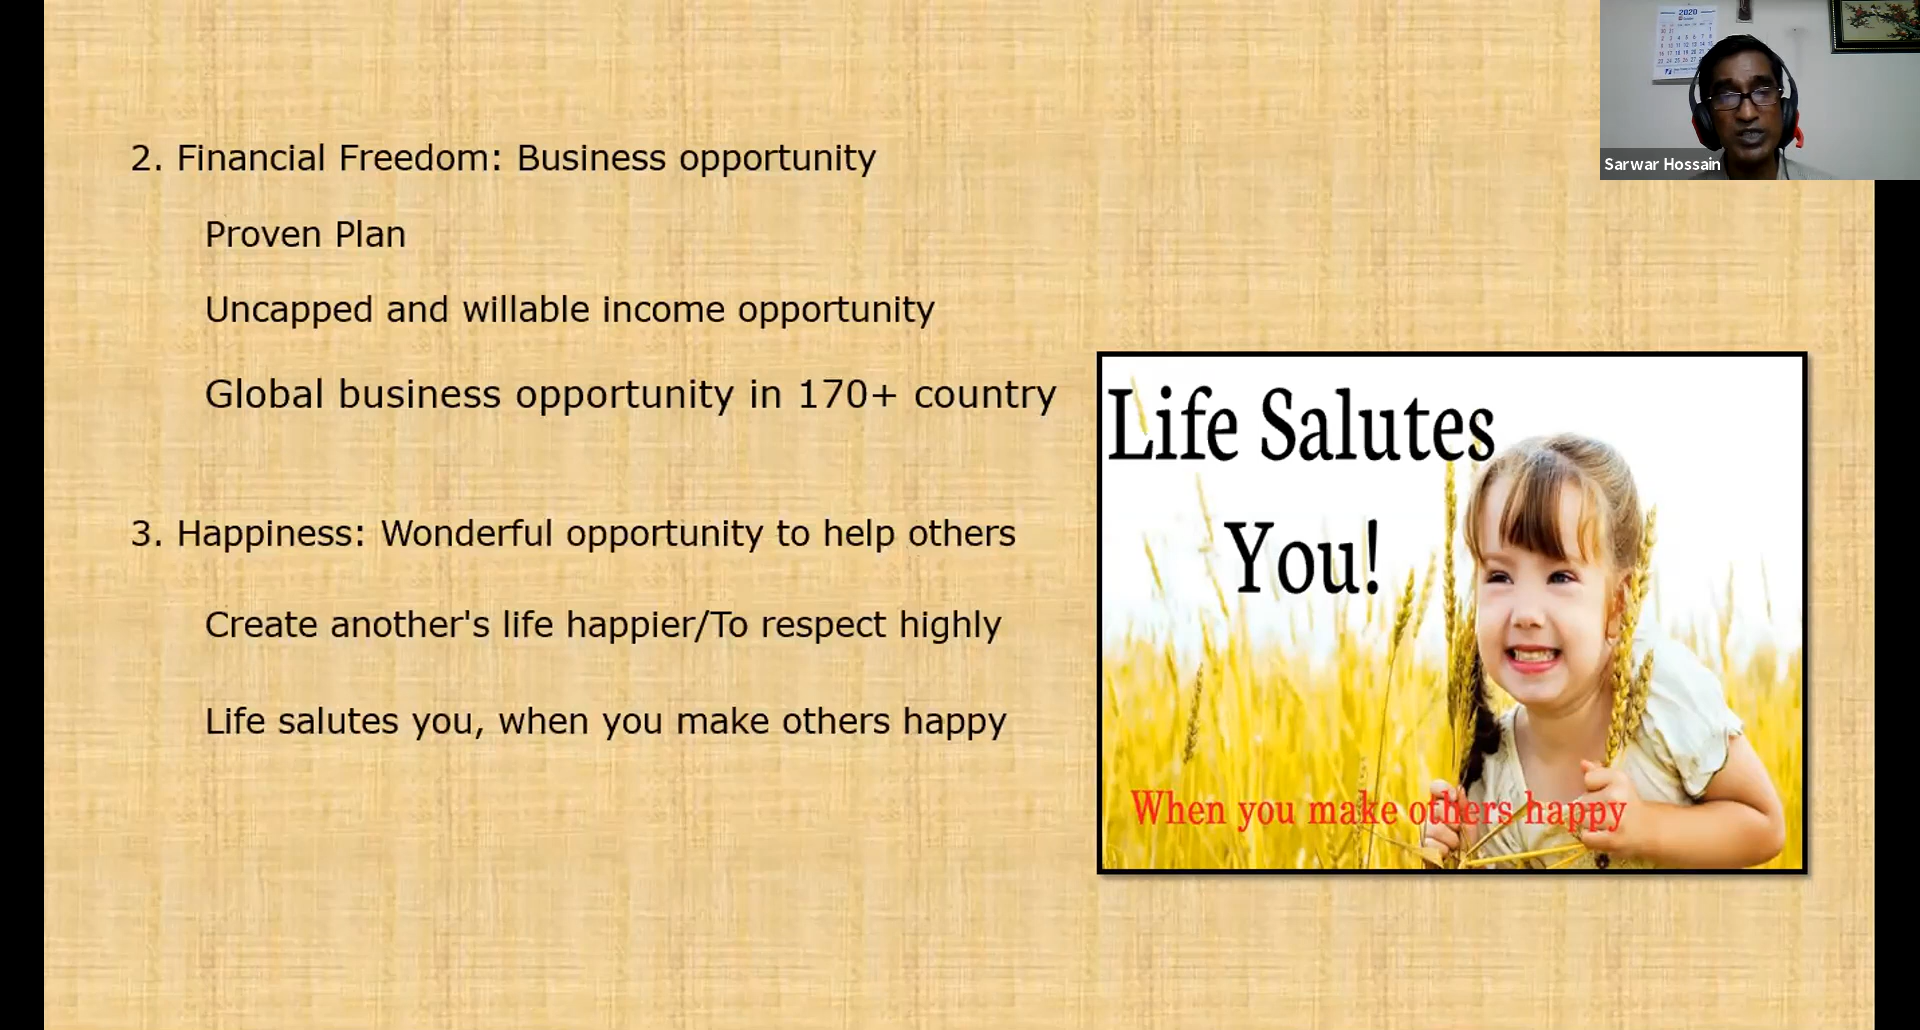 2. Financial Freedom: Business opportunity
Proven Plan
Uncapped and willable income opportunity
Global business opportunity in 170+ country
3. Happiness: Wonderful opportunity to help others
Create another's life happier/To respect highly
Life salutes you, when you make others happy
Life Salutes
You!
When you make others happy
2020
Sarwar Hossain